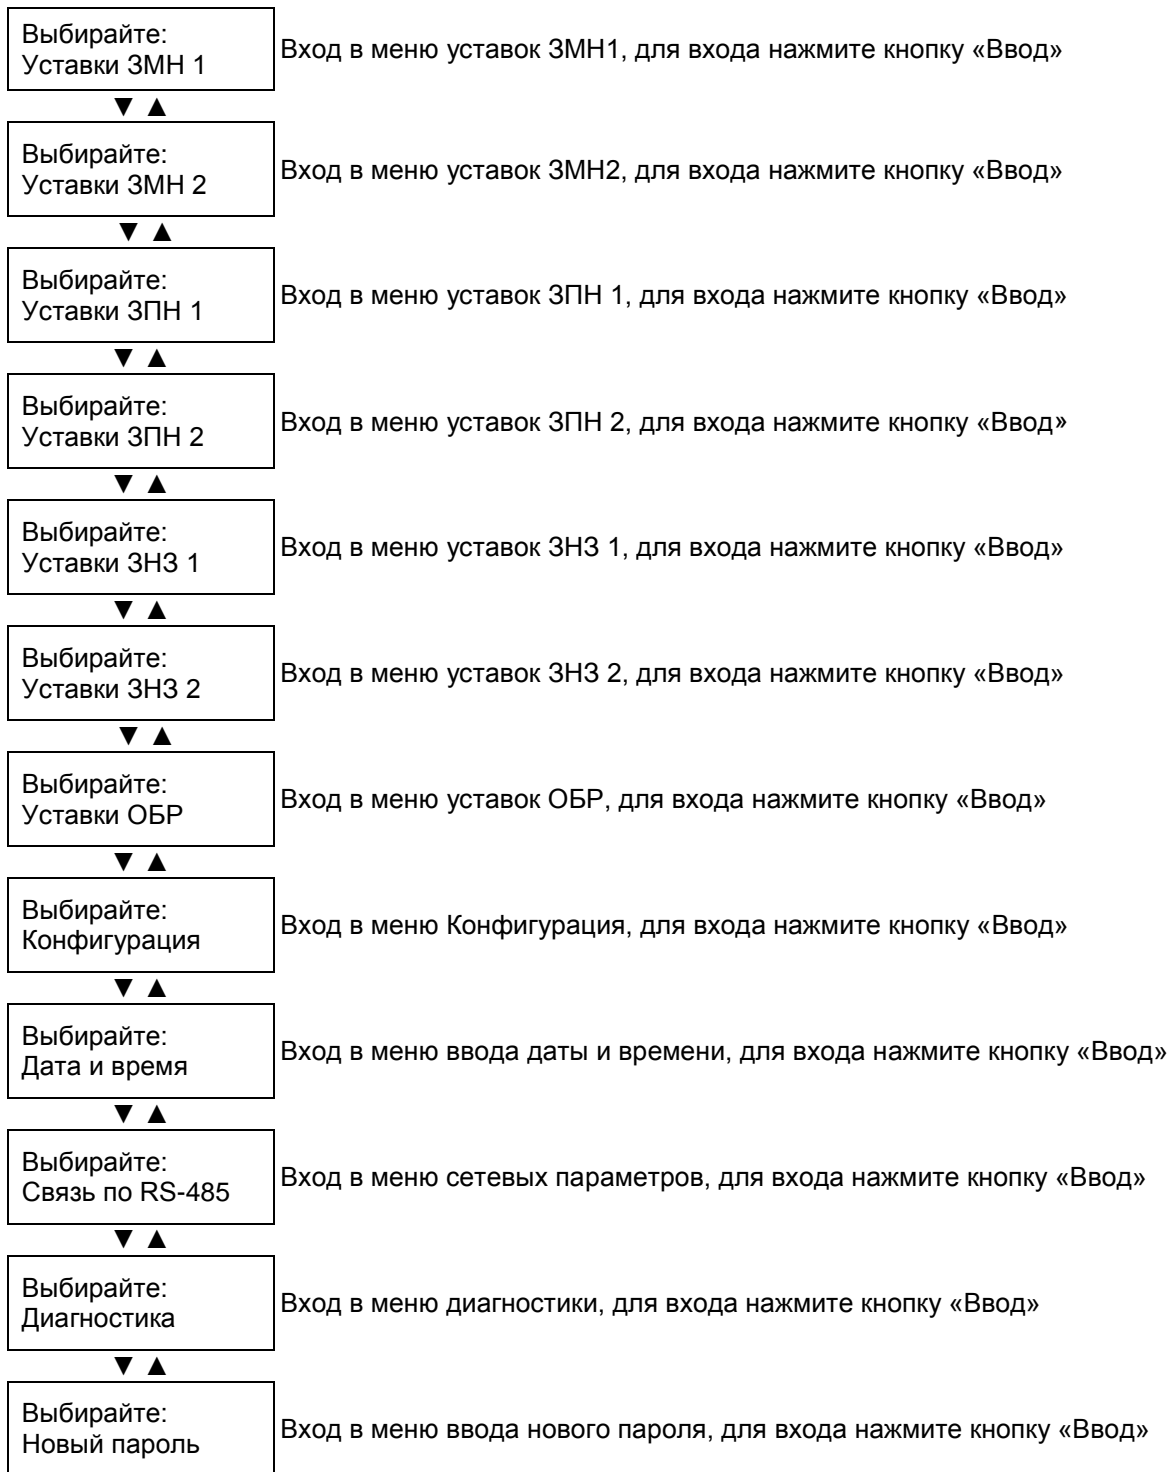 Выбирайте:
Уставки ЗМН 1
Вход в меню уставок ЗМН1, для входа нажмите кнопку «Ввод»
▼ ▲
Выбирайте:
Уставки ЗМН 2
Вход в меню уставок ЗМН2, для входа нажмите кнопку «Ввод»
▼ ▲
Выбирайте:
Уставки ЗПН 1
Вход в меню уставок ЗПН 1, для входа нажмите кнопку «Ввод»
▼ ▲
Выбирайте:
Уставки ЗПН 2
Вход в меню уставок ЗПН 2, для входа нажмите кнопку «Ввод»
▼ ▲
Выбирайте:
Уставки ЗНЗ 1
Вход в меню уставок ЗНЗ 1, для входа нажмите кнопку «Ввод»
▼ ▲
Выбирайте:
Уставки ЗНЗ 2
Вход в меню уставок ЗНЗ 2, для входа нажмите кнопку «Ввод»
▼ ▲
Выбирайте:
Уставки ОБР
Вход в меню уставок ОБР, для входа нажмите кнопку «Ввод»
▼ ▲
Выбирайте:
Конфигурация
Вход в меню Конфигурация, для входа нажмите кнопку «Ввод»
▼ ▲
Выбирайте:
Дата и время
Вход в меню ввода даты и времени, для входа нажмите кнопку «Ввод»
▼ ▲
Выбирайте:
Связь по RS-485
Вход в меню сетевых параметров, для входа нажмите кнопку «Ввод»
▼ ▲
Выбирайте:
Диагностика
Вход в меню диагностики, для входа нажмите кнопку «Ввод»
▼ ▲
Выбирайте:
Новый пароль
Вход в меню ввода нового пароля, для входа нажмите кнопку «Ввод»